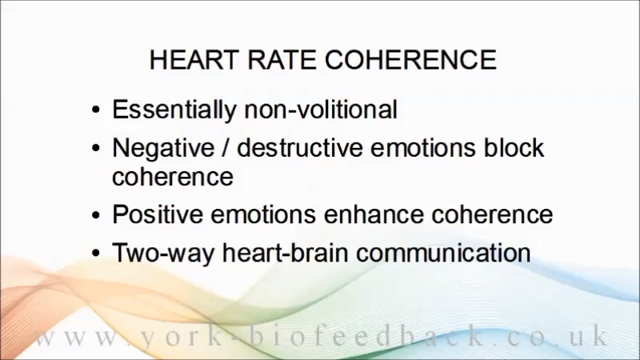 HEART RATE COHERENCE
• Essentially non-volitional
• Negative / destructive emotions block
coherence
• Positive emotions enhance coherence
• Two-way heart-brain communication
www.york-biofeedback.co.uk